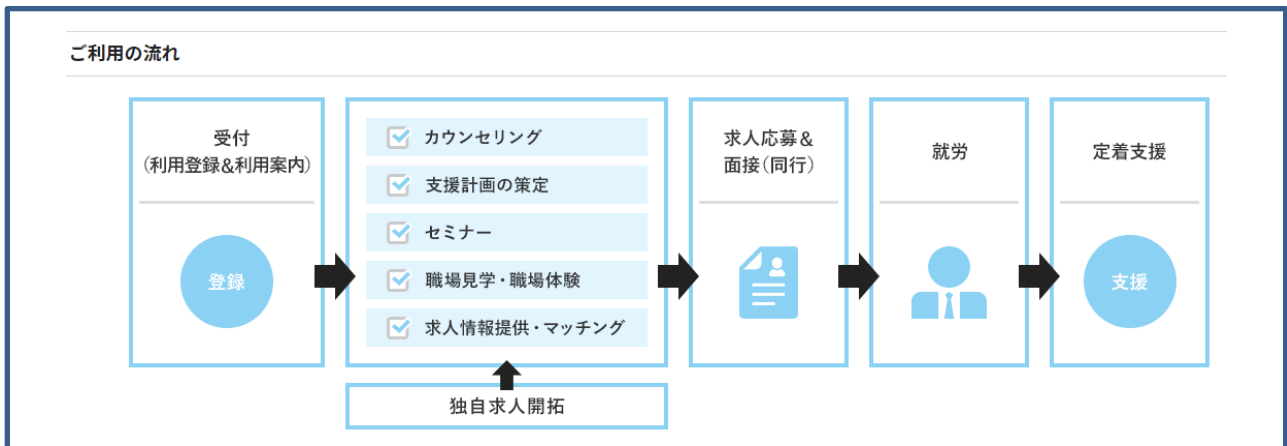 ご利用の流れ
受付
(利用登録&利用案内)
登録
カウンセリング
支援計画の策定
セミナー
職場見学・職場体験
求人情報提供・マッチング
独自求人開拓
求人応募&
面接(同行)
就労
定着支援
支援